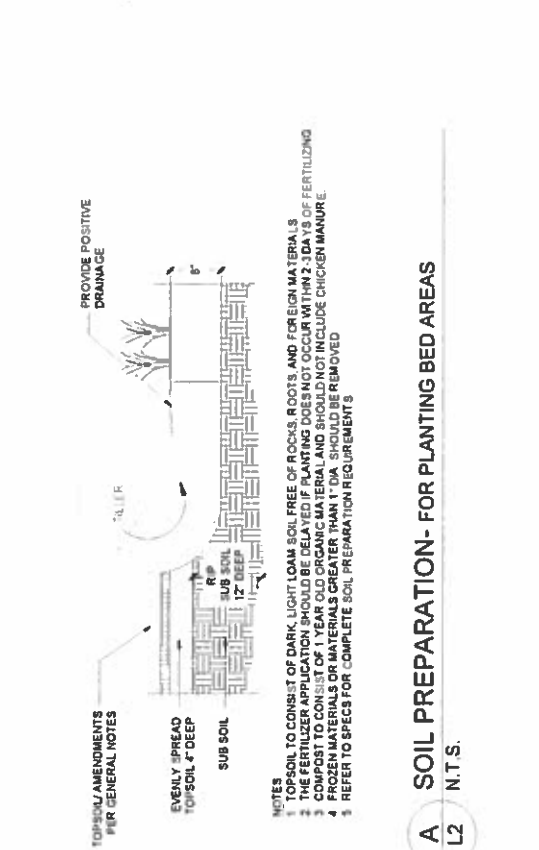 TOPSOIL/ AMENDMENTS
PER GENERAL NOTES
EVENLY SPREAD
TOPSOIL 4" DEEP
SUB SOIL
RIP
SUB SOIL
12" DEEP
TILLER
PROVIDE POSITIVE
DRAINAGE
6"
NOTES
1 TOPSOIL TO CONSIST OF DARK, LIGHT LOAM SOIL FREE OF ROCKS, ROOTS, AND FOREIGN MATERIALS
2 THE FERTILIZER APPLICATION SHOULD BE DELAYED IF PLANTING DOES NOT OCCUR WITHIN 2-3 DAYS OF FERTILIZING
3 COMPOST TO CONSIST OF 1 YEAR OLD ORGANIC MATERIAL AND SHOULD NOT INCLUDE CHICKEN MANURE.
4 FROZEN MATERIALS OR MATERIALS GREATER THAN 1" DIA. SHOULD BE REMOVED
5 REFER TO SPECS FOR COMPLETE SOIL PREPARATION REQUIREMENTS.
A SOIL PREPARATION- FOR PLANTING BED AREAS
L2 N.T.S.